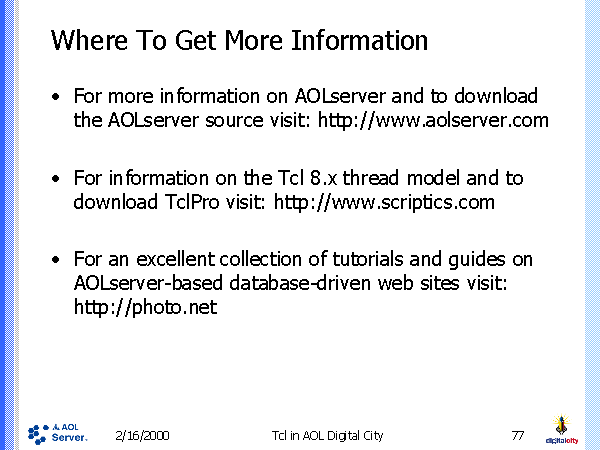 Where To Get More Information
• For more information on AOLserver and to download
the AOLserver source visit: http://www.aolserver.com
• For information on the Tcl 8.x thread model and to
download TclPro visit: http://www.scriptics.com
• For an excellent collection of tutorials and guides on
AOLserver-based database-driven web sites visit:
http://photo.net
AOL
Server.
2/16/2000
Tcl in AOL Digital City
77
digitalcity